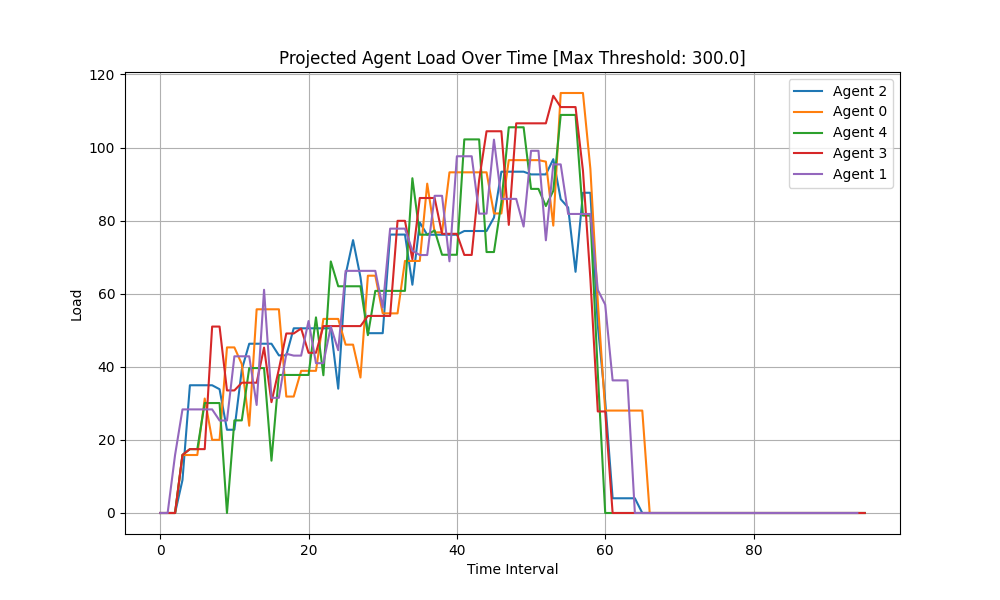 Projected Agent Load Over Time [Max Threshold: 300.0]
120
100
80
60
40
20
0
Load
0 20 40 60 80
Time Interval
Agent 2
Agent 0
Agent 4
Agent 3
Agent 1